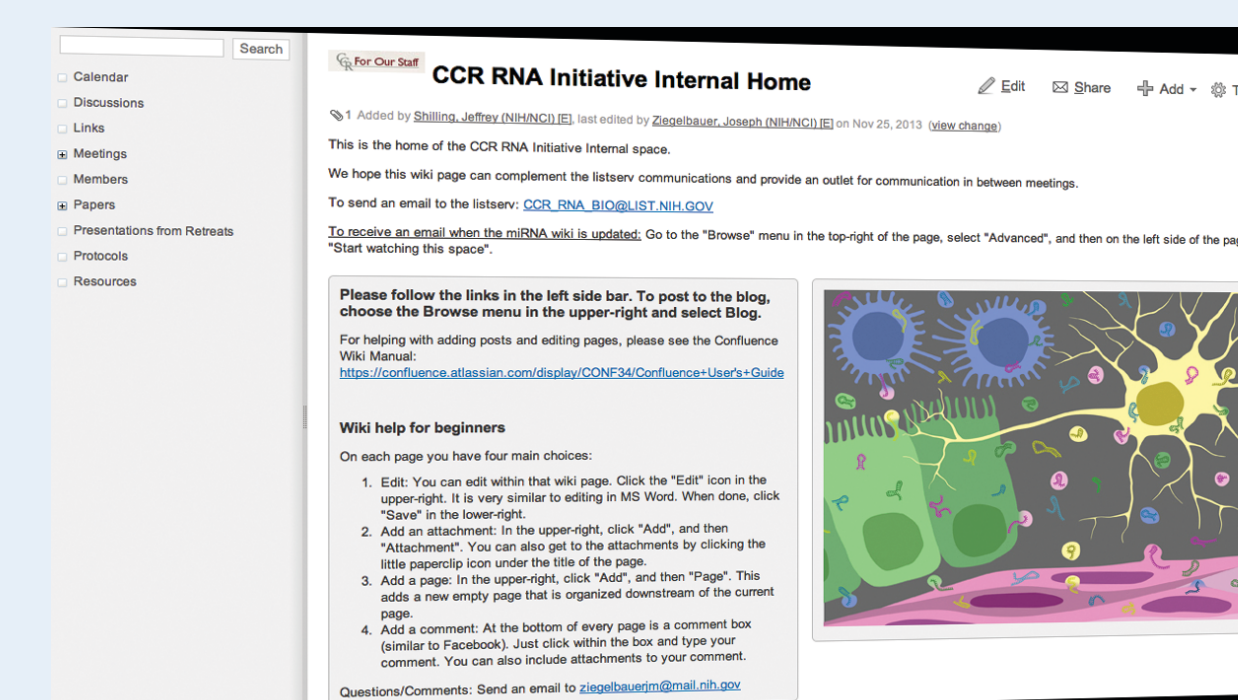 Search
Calendar
Discussions
Links
Meetings
Members
Papers
Presentations from Retreats
Protocols
Resources
CCR For Our Staff
CCR RNA Initiative Internal Home
Edit
Share
Add
T
1 Added by Shilling, Jeffrey (NIH/NCI) [E], last edited by Ziegelbauer, Joseph (NIH/NCI) [E] on Nov 25, 2013 (view change)
This is the home of the CCR RNA Initiative Internal space.
We hope this wiki page can complement the listserv communications and provide an outlet for communication in between meetings.
To send an email to the listserv: CCR_RNA_BIO@LIST.NIH.GOV
To receive an email when the miRNA wiki is updated: Go to the "Browse" menu in the top-right of the page, select "Advanced", and then on the left side of the pag
"Start watching this space".
Please follow the links in the left side bar. To post to the blog,
choose the Browse menu in the upper-right and select Blog.
For helping with adding posts and editing pages, please see the Confluence
Wiki Manual:
https://confluence.atlassian.com/display/CONF34/Confluence+User's+Guide
Wiki help for beginners
On each page you have four main choices:
1. Edit: You can edit within that wiki page. Click the "Edit" icon in the
upper-right. It is very similar to editing in MS Word. When done, click
"Save" in the lower-right.
2. Add an attachment: In the upper-right, click "Add", and then
"Attachment". You can also get to the attachments by clicking the
little paperclip icon under the title of the page.
3. Add a page: In the upper-right, click "Add", and then "Page". This
adds a new empty page that is organized downstream of the current
page.
4. Add a comment: At the bottom of every page is a comment box
(similar to Facebook). Just click within the box and type your
comment. You can also include attachments to your comment.
Questions/Comments: Send an email to ziegelbauerjm@mail.nih.gov